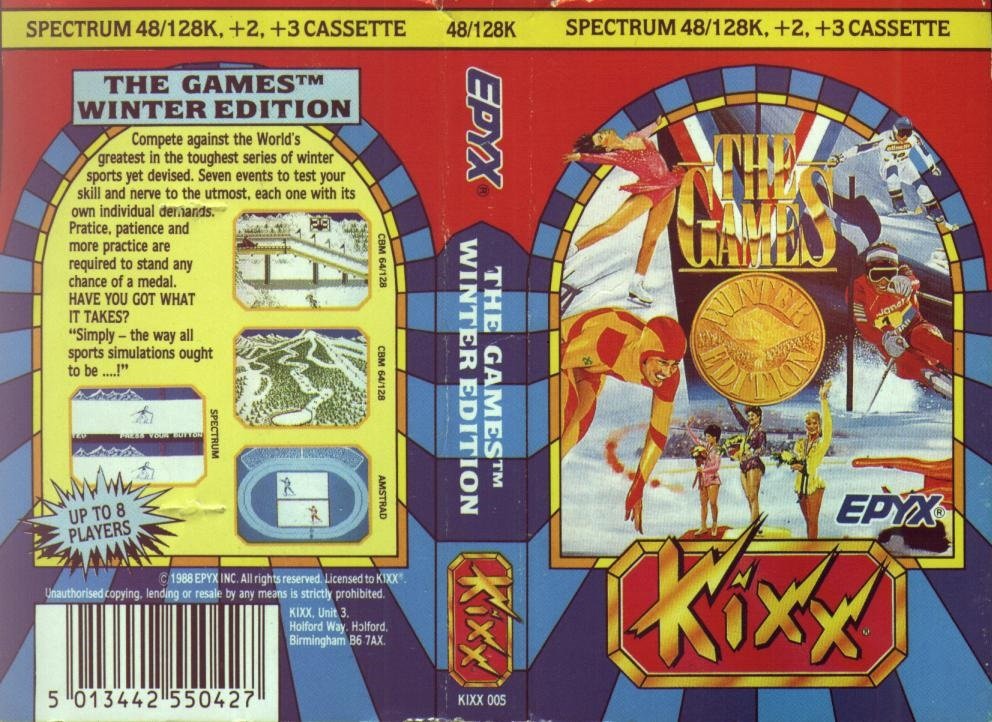 SPECTRUM 48/128K, +2, +3 CASSETTE
THE GAMES™
WINTER EDITION
Compete against the World's
greatest in the toughest series of winter
sports yet devised. Seven events to test your
skill and nerve to the utmost, each one with its
own individual demands.
Pratice, patience and
more practice are
required to stand any
chance of a medal.
HAVE YOU GOT WHAT
IT TAKES?
“Simply – the way all
sports simulations ought
to be ....!”
CBM 64/128
CBM 64/128
SPECTRUM
TED PRESS YOUR BUTTON
AMSTRAD
UP TO 8
PLAYERS
© 1988 EPYX INC. All rights reserved. Licensed to KIXX®.
Unauthorised copying, lending or resale by any means is strictly prohibited.
KIXX, Unit 3,
Holford Way, Holford,
Birmingham B6 7AX.
5 013442 550427
48/128K
EPYX®
THE GAMES™
WINTER EDITION
Kixx
KIXX 005
SPECTRUM 48/128K, +2, +3 CASSETTE
THE
GAMES
WINTER
EDITION
EPYX®
Kixx